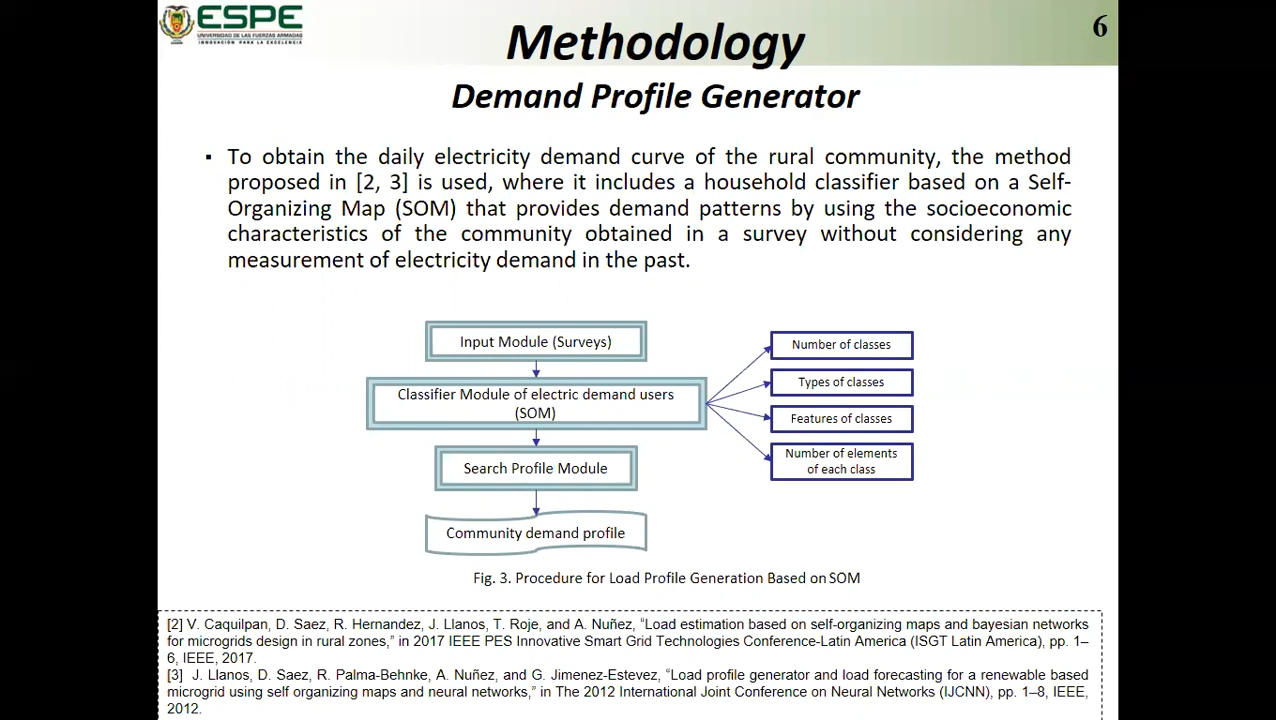 ESPE
UNIVERSIDAD DE LAS FUERZAS ARMADAS
INNOVACIÓN PARA LA EXCELENCIA
6
Methodology
Demand Profile Generator
▪ To obtain the daily electricity demand curve of the rural community, the method
proposed in [2, 3] is used, where it includes a household classifier based on a Self-
Organizing Map (SOM) that provides demand patterns by using the socioeconomic
characteristics of the community obtained in a survey without considering any
measurement of electricity demand in the past.
Input Module (Surveys)
Classifier Module of electric demand users
(SOM)
Search Profile Module
Community demand profile
Number of classes
Types of classes
Features of classes
Number of elements
of each class
Fig. 3. Procedure for Load Profile Generation Based on SOM
[2] V. Caquilpan, D. Saez, R. Hernandez, J. Llanos, T. Roje, and A. Nuñez, “Load estimation based on self-organizing maps and bayesian networks
for microgrids design in rural zones,” in 2017 IEEE PES Innovative Smart Grid Technologies Conference-Latin America (ISGT Latin America), pp. 1–
6, IEEE, 2017.
[3] J. Llanos, D. Saez, R. Palma-Behnke, A. Nuñez, and G. Jimenez-Estevez, “Load profile generator and load forecasting for a renewable based
microgrid using self organizing maps and neural networks,” in The 2012 International Joint Conference on Neural Networks (IJCNN), pp. 1–8, IEEE,
2012.